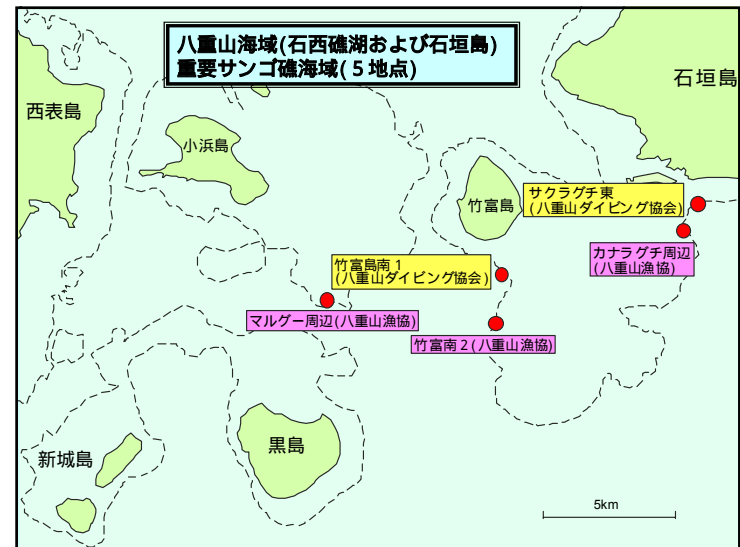 八重山海域(石西礁湖および石垣島)
重要サンゴ礁海域(5地点)
石垣島
西表島
小浜島
竹富島
サクラグチ東
(八重山ダイビング協会)
カナラグチ周辺
(八重山漁協)
竹富島南1
(八重山ダイビング協会)
マルグー周辺(八重山漁協)
竹富南2(八重山漁協)
黒島
新城島
5km